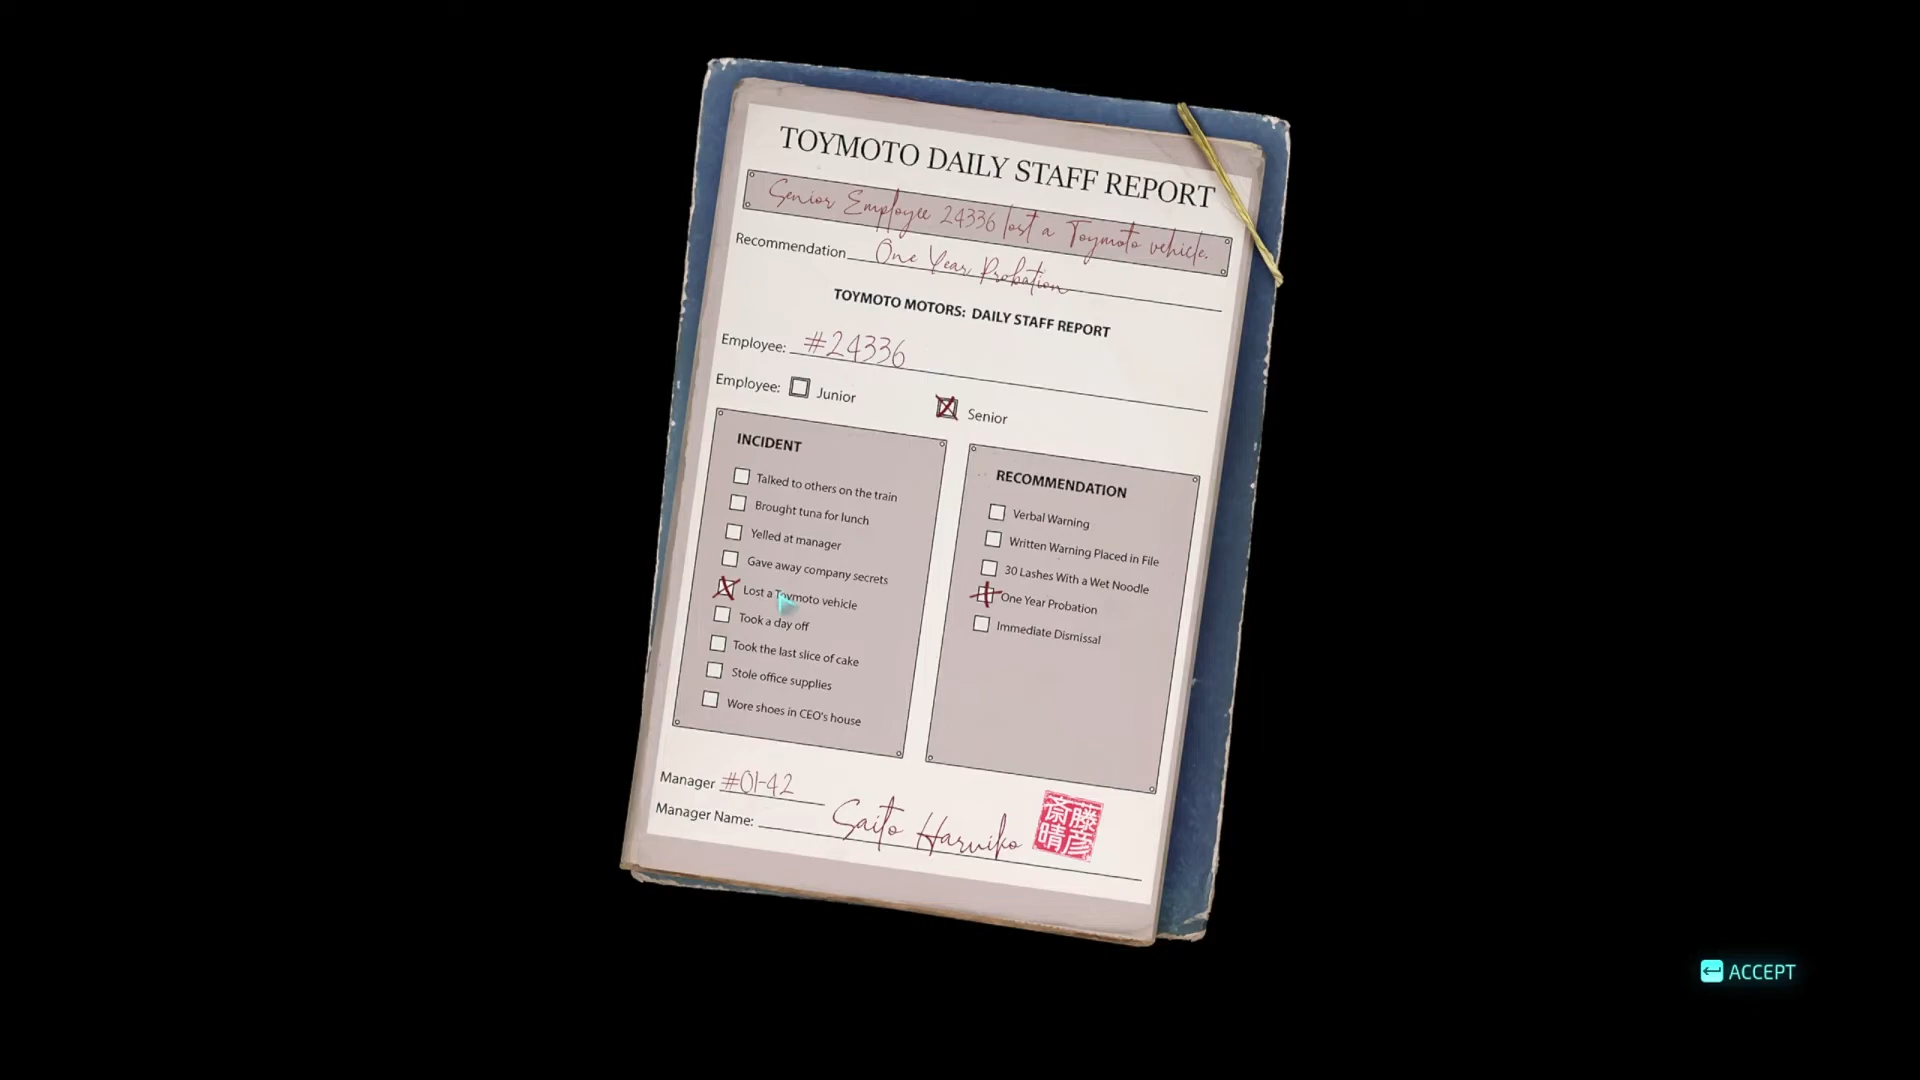 TOYMOTO DAILY STAFF REPORT
Senior Employee 24336 lost a Toymoto vehicle.
Recommendation One Year Probation
TOYMOTO MOTORS: DAILY STAFF REPORT
Employee: #24336
Employee: Junior Senior
INCIDENT
Talked to others on the train
Brought tuna for lunch
Yelled at manager
Gave away company secrets
Lost a Toymoto vehicle
Took a day off
Took the last slice of cake
Stole office supplies
Wore shoes in CEO's house
RECOMMENDATION
Verbal Warning
Written Warning Placed in File
30 Lashes With a Wet Noodle
One Year Probation
Immediate Dismissal
Manager #01-42
Manager Name: Saito Haruiko
斎藤
晴彦
ACCEPT